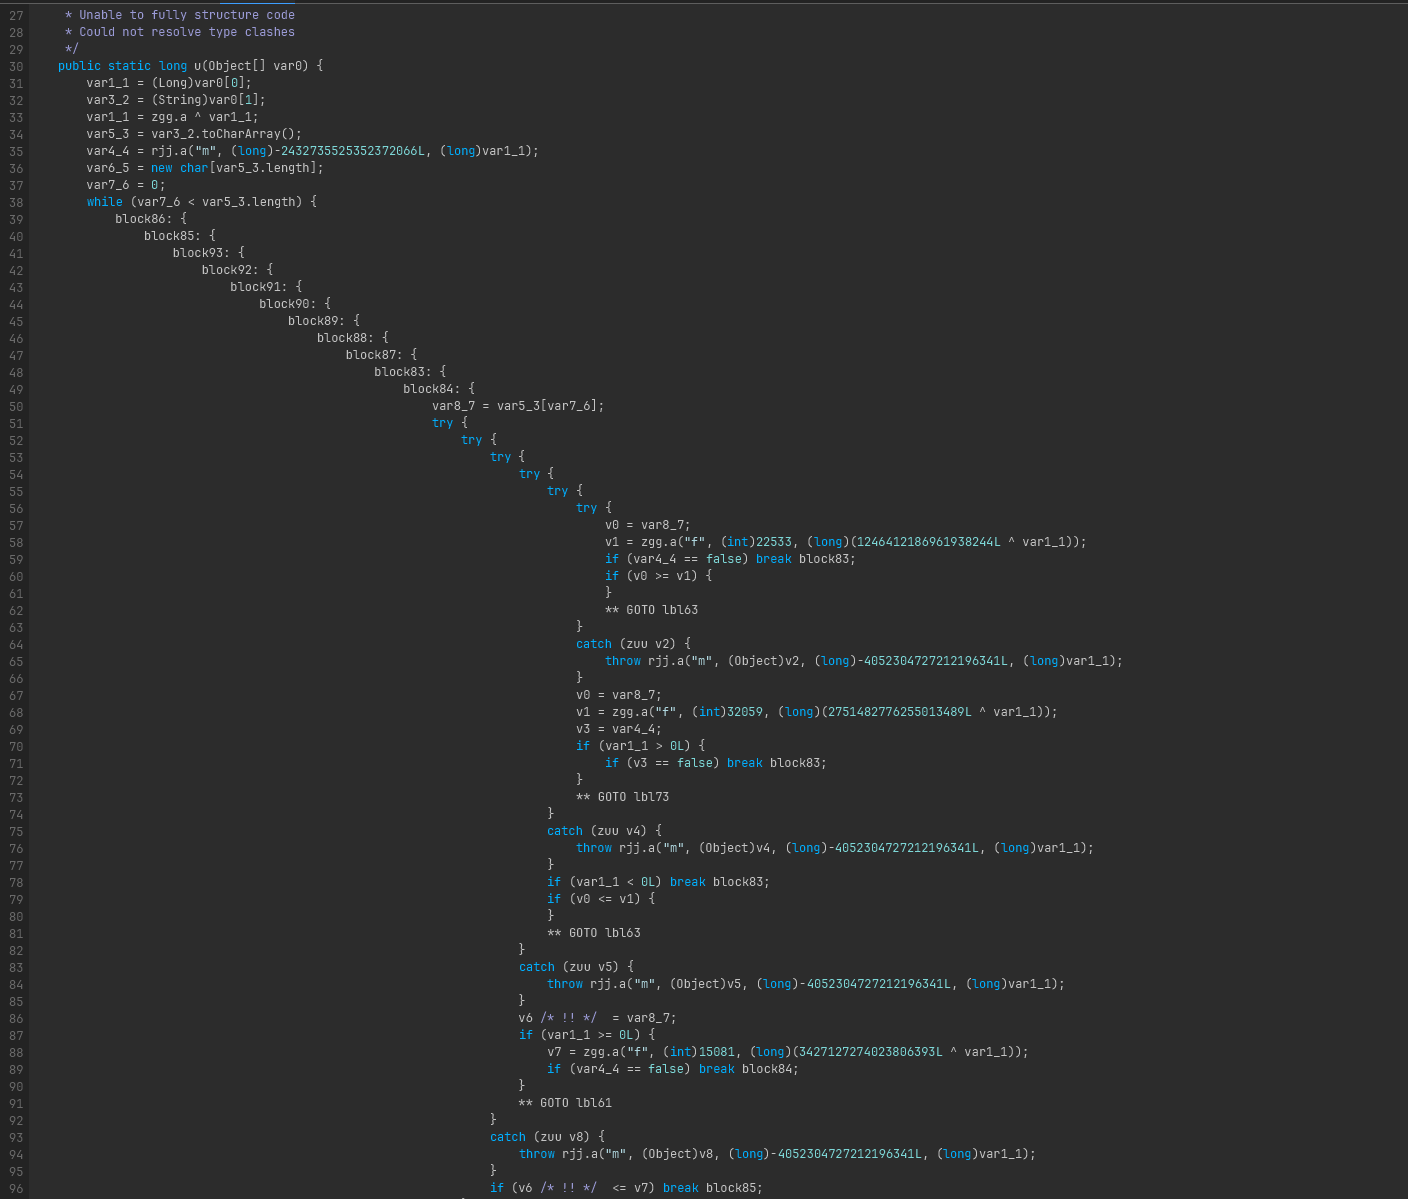 27 * Unable to fully structure code
28 * Could not resolve type clashes
29 */
30 public static long u(Object[] var0) {
31 var1_1 = (Long)var0[0];
32 var3_2 = (String)var0[1];
33 var1_1 = zgg.a ^ var1_1;
34 var5_3 = var3_2.toCharArray();
35 var4_4 = rjj.a("m", (long)-2432735525352372066L, (long)var1_1);
36 var6_5 = new char[var5_3.length];
37 var7_6 = 0;
38 while (var7_6 < var5_3.length) {
39 block86: {
40 block85: {
41 block93: {
42 block92: {
43 block91: {
44 block90: {
45 block89: {
46 block88: {
47 block87: {
48 block83: {
49 block84: {
50 var8_7 = var5_3[var7_6];
51 try {
52 try {
53 try {
54 try {
55 try {
56 try {
57 v0 = var8_7;
58 v1 = zgg.a("f", (int)22533, (long)(1246412186961938244L ^ var1_1));
59 if (var4_4 == false) break block83;
60 if (v0 >= v1) {
61 }
62 ** GOTO lbl63
63 }
64 catch (zuu v2) {
65 throw rjj.a("m", (Object)v2, (long)-4052304727212196341L, (long)var1_1);
66 }
67 v0 = var8_7;
68 v1 = zgg.a("f", (int)32059, (long)(2751482776255013489L ^ var1_1));
69 v3 = var4_4;
70 if (var1_1 > 0L) {
71 if (v3 == false) break block83;
72 }
73 ** GOTO lbl73
74 }
75 catch (zuu v4) {
76 throw rjj.a("m", (Object)v4, (long)-4052304727212196341L, (long)var1_1);
77 }
78 if (var1_1 < 0L) break block83;
79 if (v0 <= v1) {
80 }
81 ** GOTO lbl63
82 }
83 catch (zuu v5) {
84 throw rjj.a("m", (Object)v5, (long)-4052304727212196341L, (long)var1_1);
85 }
86 v6 /* !! */  = var8_7;
87 if (var1_1 >= 0L) {
88 v7 = zgg.a("f", (int)15081, (long)(3427127274023806393L ^ var1_1));
89 if (var4_4 == false) break block84;
90 }
91 ** GOTO lbl61
92 }
93 catch (zuu v8) {
94 throw rjj.a("m", (Object)v8, (long)-4052304727212196341L, (long)var1_1);
95 }
96 if (v6 /* !! */  <= v7) break block85;